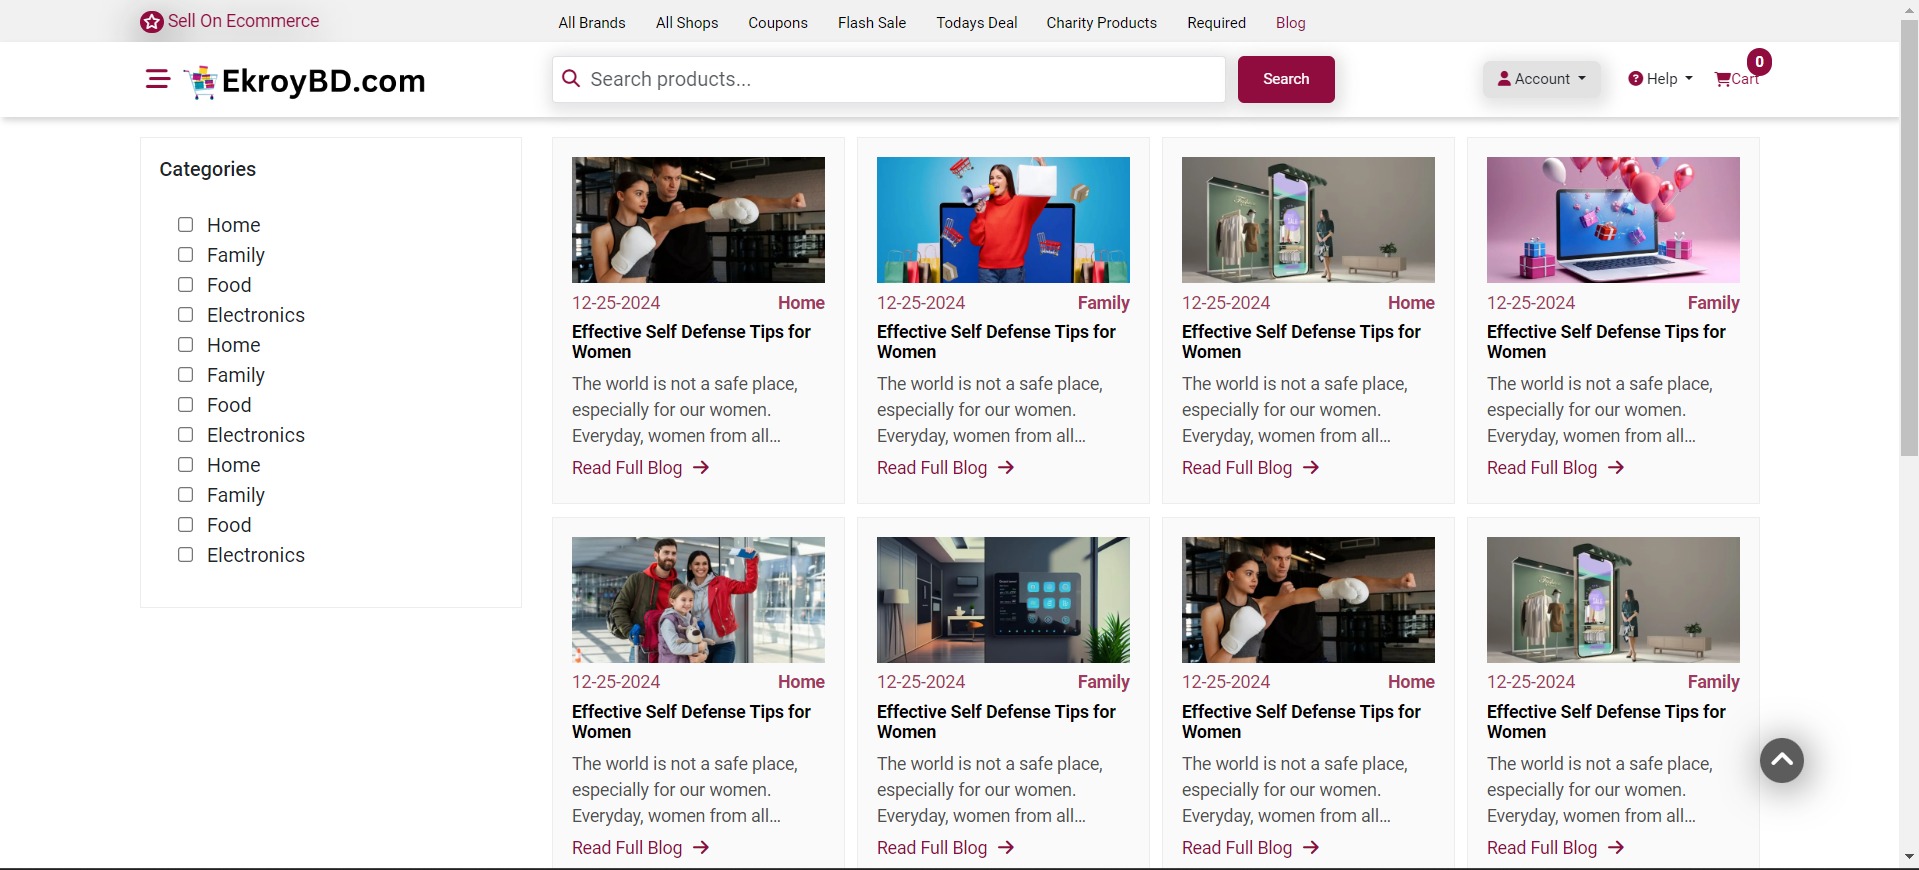 Sell On Ecommerce
All Brands All Shops Coupons Flash Sale Todays Deal Charity Products Required Blog
EkroyBD.com
Search products...
Search
Account
Help
0
Cart
Categories
Home
Family
Food
Electronics
Home
Family
Food
Electronics
Home
Family
Food
Electronics
12-25-2024 Home
Effective Self Defense Tips for
Women
The world is not a safe place,
especially for our women.
Everyday, women from all...
Read Full Blog
12-25-2024 Family
Effective Self Defense Tips for
Women
The world is not a safe place,
especially for our women.
Everyday, women from all...
Read Full Blog
12-25-2024 Home
Effective Self Defense Tips for
Women
The world is not a safe place,
especially for our women.
Everyday, women from all...
Read Full Blog
12-25-2024 Family
Effective Self Defense Tips for
Women
The world is not a safe place,
especially for our women.
Everyday, women from all...
Read Full Blog
12-25-2024 Home
Effective Self Defense Tips for
Women
The world is not a safe place,
especially for our women.
Everyday, women from all...
Read Full Blog
12-25-2024 Family
Effective Self Defense Tips for
Women
The world is not a safe place,
especially for our women.
Everyday, women from all...
Read Full Blog
12-25-2024 Home
Effective Self Defense Tips for
Women
The world is not a safe place,
especially for our women.
Everyday, women from all...
Read Full Blog
12-25-2024 Family
Effective Self Defense Tips for
Women
The world is not a safe place,
especially for our women.
Everyday, women from all...
Read Full Blog